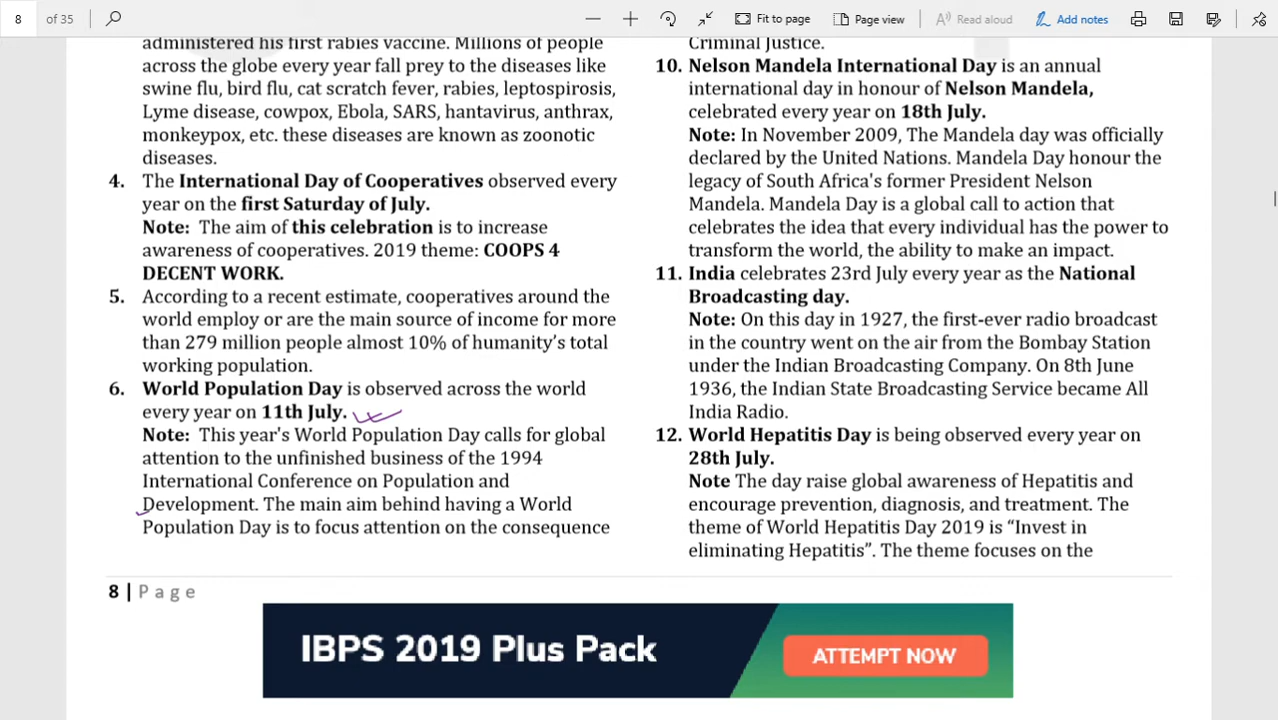 8 of 35 Fit to page Page view Read aloud Add notes
administered his first rabies vaccine. Millions of people
across the globe every year fall prey to the diseases like
swine flu, bird flu, cat scratch fever, rabies, leptospirosis,
Lyme disease, cowpox, Ebola, SARS, hantavirus, anthrax,
monkeypox, etc. these diseases are known as zoonotic
diseases.
4. The International Day of Cooperatives observed every
year on the first Saturday of July.
Note: The aim of this celebration is to increase
awareness of cooperatives. 2019 theme: COOPS 4
DECENT WORK.
5. According to a recent estimate, cooperatives around the
world employ or are the main source of income for more
than 279 million people almost 10% of humanity’s total
working population.
6. World Population Day is observed across the world
every year on 11th July.
Note: This year's World Population Day calls for global
attention to the unfinished business of the 1994
International Conference on Population and
Development. The main aim behind having a World
Population Day is to focus attention on the consequence
Criminal Justice.
10. Nelson Mandela International Day is an annual
international day in honour of Nelson Mandela,
celebrated every year on 18th July.
Note: In November 2009, The Mandela day was officially
declared by the United Nations. Mandela Day honour the
legacy of South Africa's former President Nelson
Mandela. Mandela Day is a global call to action that
celebrates the idea that every individual has the power to
transform the world, the ability to make an impact.
11. India celebrates 23rd July every year as the National
Broadcasting day.
Note: On this day in 1927, the first-ever radio broadcast
in the country went on the air from the Bombay Station
under the Indian Broadcasting Company. On 8th June
1936, the Indian State Broadcasting Service became All
India Radio.
12. World Hepatitis Day is being observed every year on
28th July.
Note The day raise global awareness of Hepatitis and
encourage prevention, diagnosis, and treatment. The
theme of World Hepatitis Day 2019 is “Invest in
eliminating Hepatitis”. The theme focuses on the
8 | Page
IBPS 2019 Plus Pack
ATTEMPT NOW